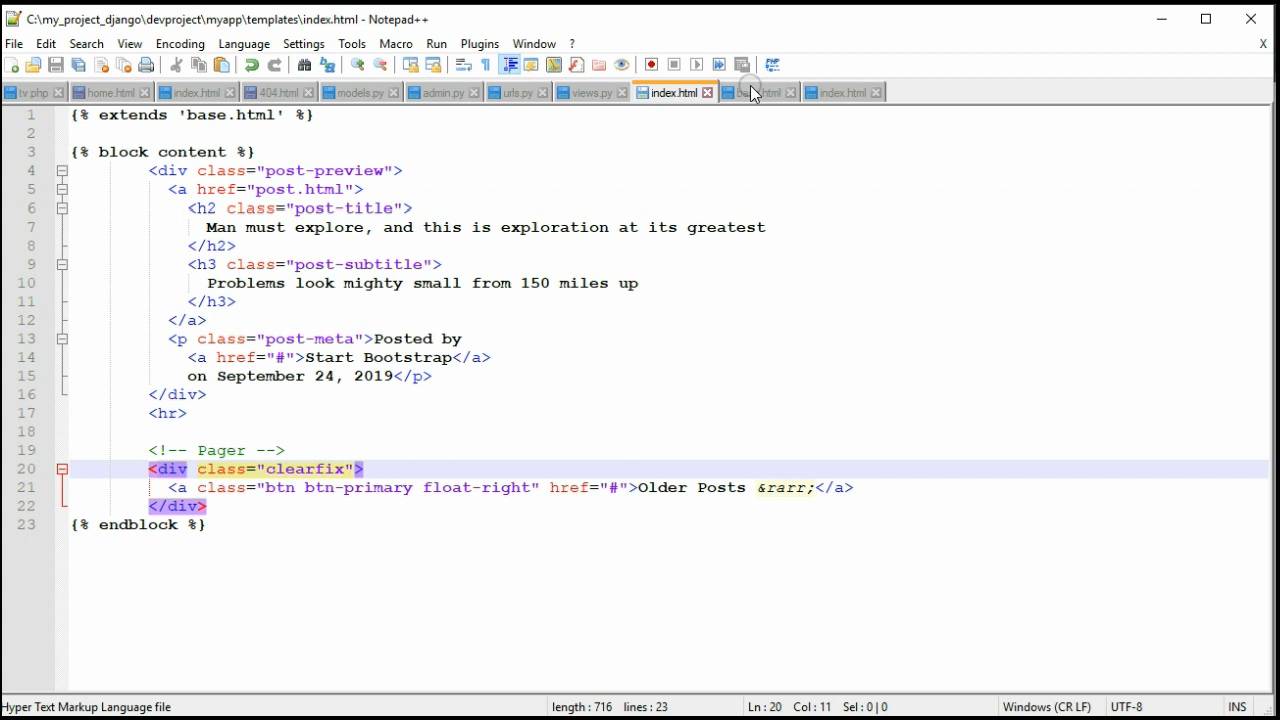 C:\my_project_django\devproject\myapp\templates\index.html - Notepad++
File Edit Search View Encoding Language Settings Tools Macro Run Plugins Window ? X
tv.php home.html index.html 404.html models.py admin.py urls.py views.py index.html index.html
1 {% extends 'base.html' %}
2
3 {% block content %}
4 <div class="post-preview">
5 <a href="post.html">
6 <h2 class="post-title">
7 Man must explore, and this is exploration at its greatest
8 </h2>
9 <h3 class="post-subtitle">
10 Problems look mighty small from 150 miles up
11 </h3>
12 </a>
13 <p class="post-meta">Posted by
14 <a href="#">Start Bootstrap</a>
15 on September 24, 2019</p>
16 </div>
17 <hr>
18
19 <!-- Pager -->
20 <div class="clearfix">
21 <a class="btn btn-primary float-right" href="#">Older Posts &rarr;</a>
22 </div>
23 {% endblock %}
Hyper Text Markup Language file length : 716 lines : 23 Ln : 20 Col : 11 Sel : 0 | 0 Windows (CR LF) UTF-8 INS